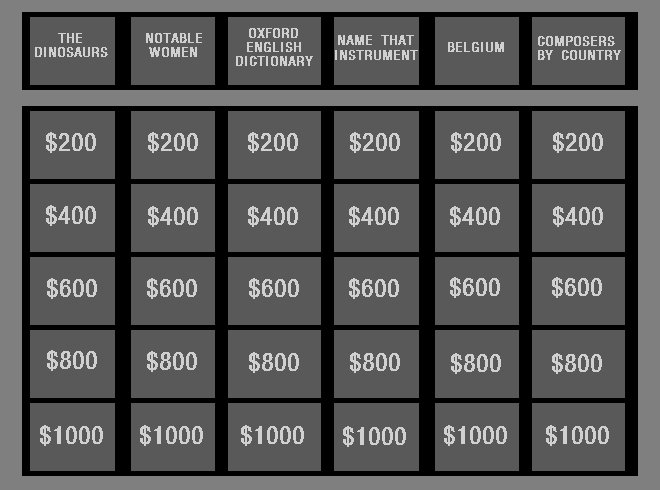 THE
DINOSAURS
NOTABLE
WOMEN
OXFORD
ENGLISH
DICTIONARY
NAME THAT
INSTRUMENT
BELGIUM
COMPOSERS
BY COUNTRY
$200 $200 $200 $200 $200 $200
$400 $400 $400 $400 $400 $400
$600 $600 $600 $600 $600 $600
$800 $800 $800 $800 $800 $800
$1000 $1000 $1000 $1000 $1000 $1000